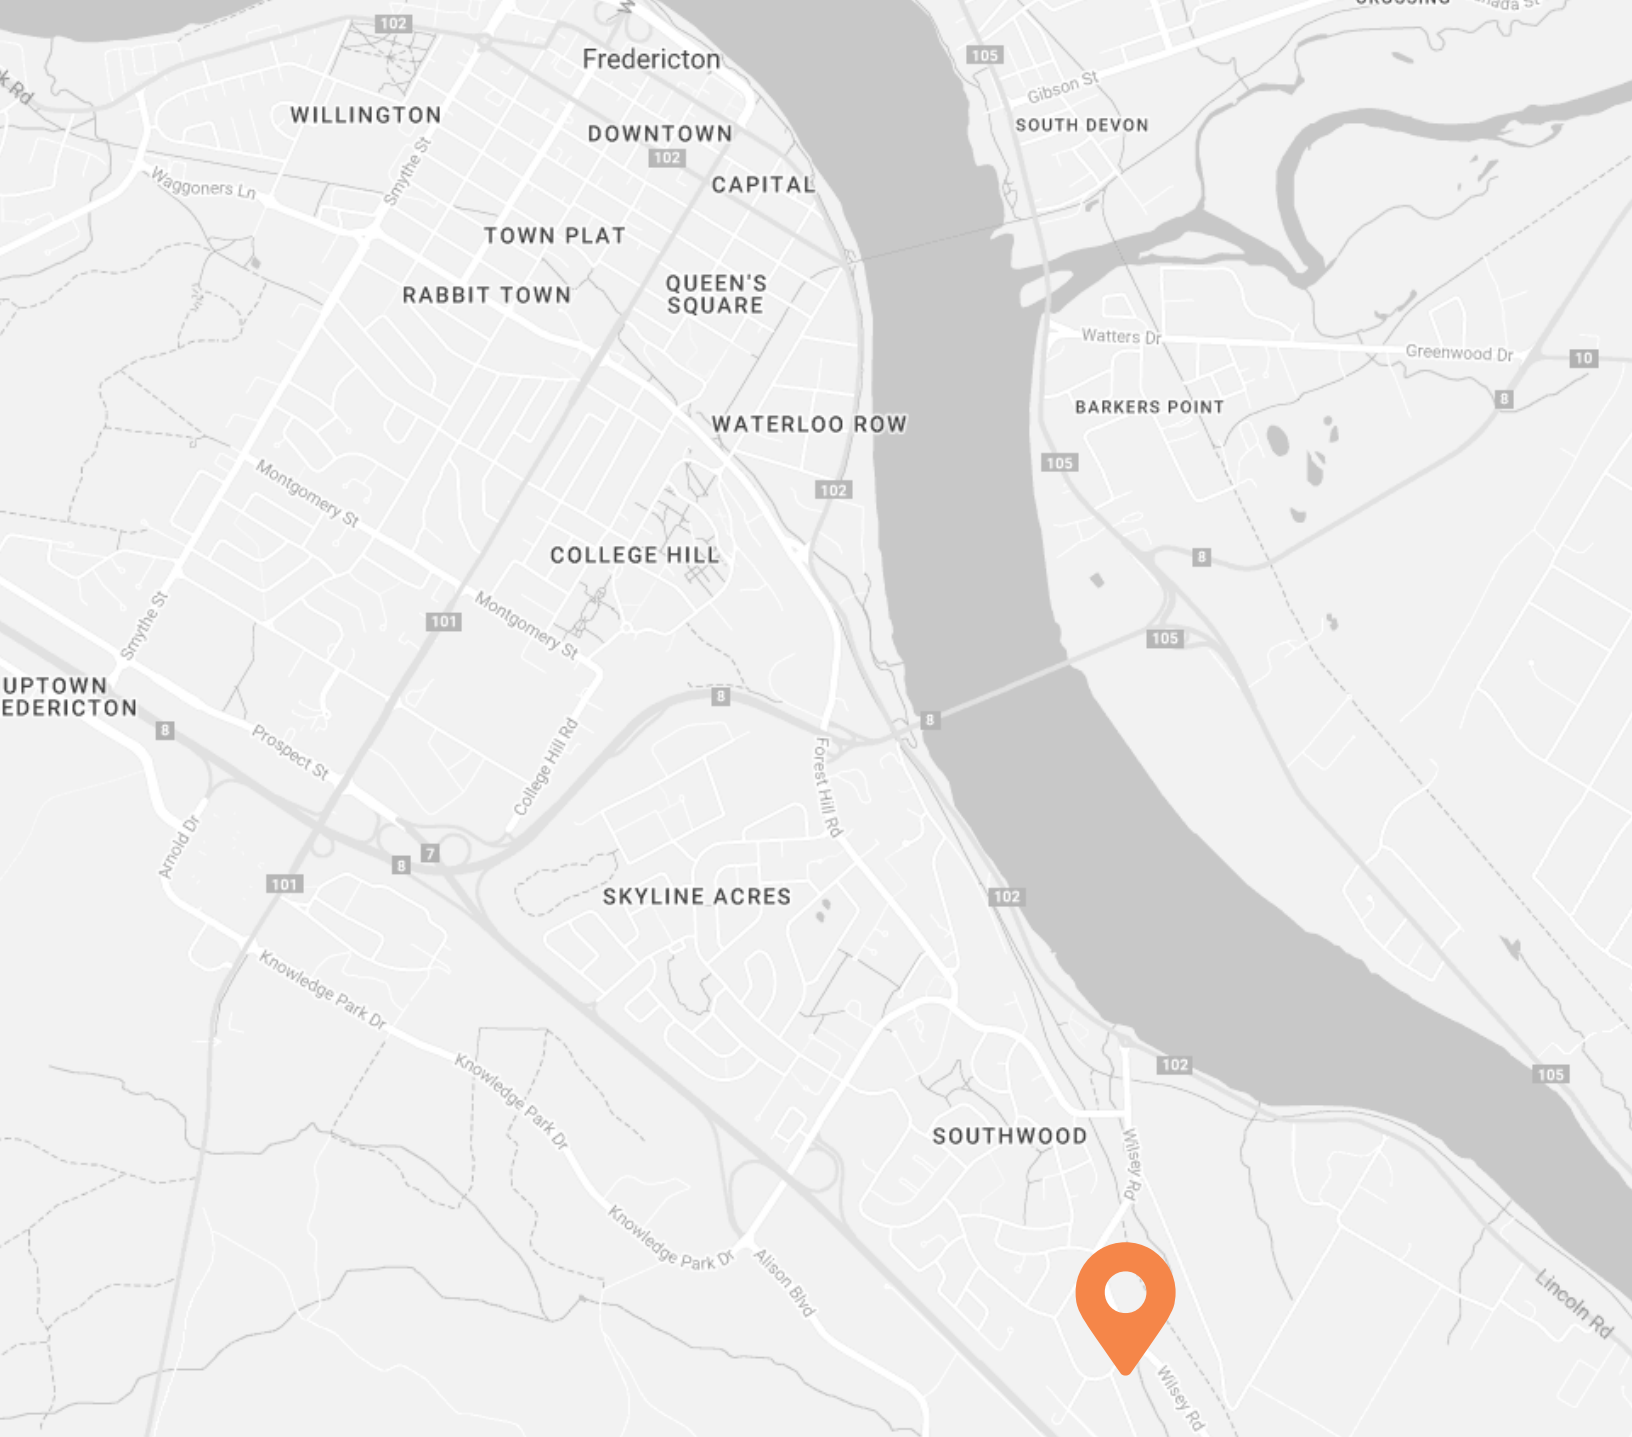 102
Fredericton
105
Gibson St
WILLINGTON
DOWNTOWN
SOUTH DEVON
102
Smythe St
Waggoners Ln
CAPITAL
TOWN PLAT
QUEEN'S
SQUARE
RABBIT TOWN
Watters Dr
Greenwood Dr
10
8
BARKERS POINT
WATERLOO ROW
105
102
Montgomery St
COLLEGE HILL
8
Smythe St
101
Montgomery St
105
UPTOWN
EDERICTON
8
8
8
Prospect St
College Hill Rd
Forest Hill Rd
Arnold Dr
7
8
101
SKYLINE ACRES
102
Knowledge Park Dr
Knowledge Park Dr
102
105
SOUTHWOOD
Wilsey Rd
Knowledge Park Dr
Alison Blvd
Lincoln Rd
Wilsey Rd